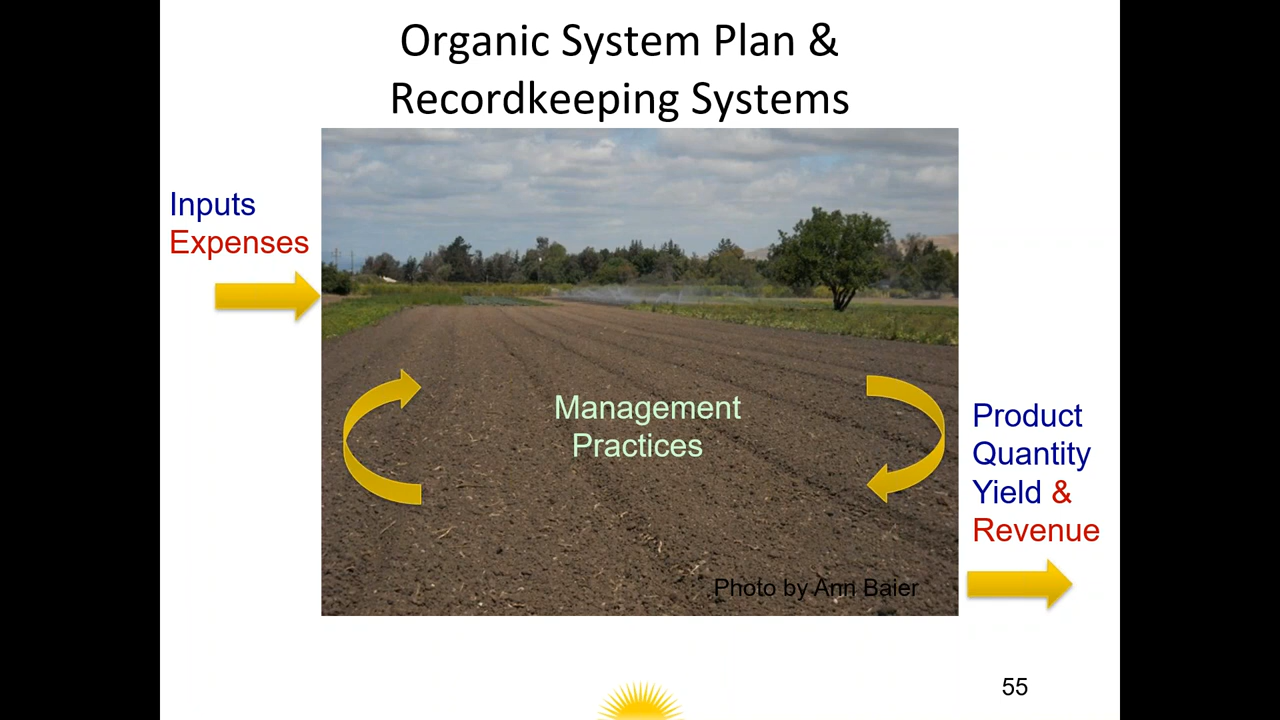 Organic System Plan &
Recordkeeping Systems
Inputs
Expenses
Management
Practices
Product
Quantity
Yield &
Revenue
Photo by Ann Baier
55